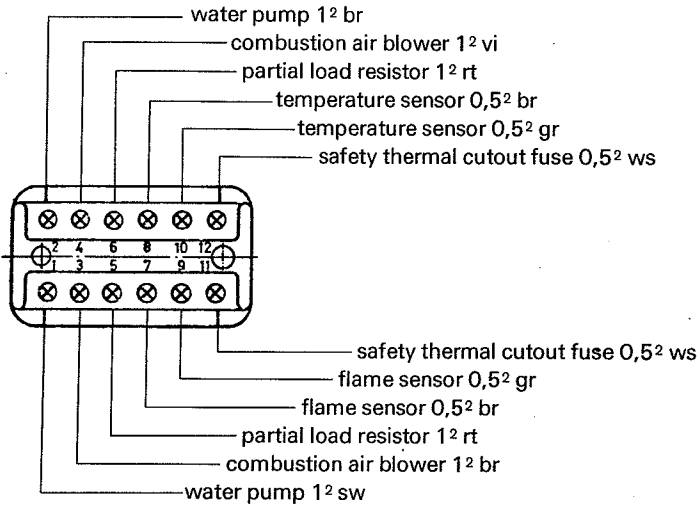 water pump 1² br
combustion air blower 1² vi
partial load resistor 1² rt
temperature sensor 0,5² br
temperature sensor 0,5² gr
safety thermal cutout fuse 0,5² ws
2 4 6 8 10 12
1 3 5 7 9 11
safety thermal cutout fuse 0,5² ws
flame sensor 0,5² gr
flame sensor 0,5² br
partial load resistor 1² rt
combustion air blower 1² br
water pump 1² sw